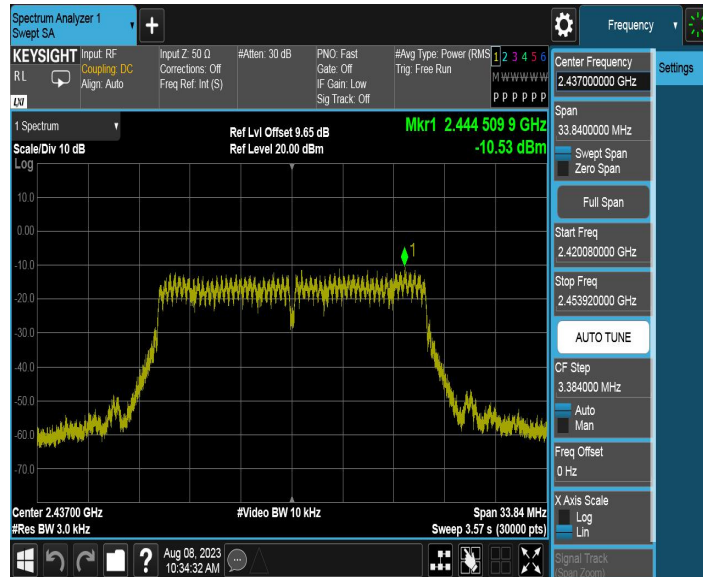 Spectrum Analyzer 1
Swept SA
+
Frequency
KEYSIGHT
RL
LXI
Input: RF
Coupling: DC
Align: Auto
Input Z: 50 Ω
Corrections: Off
Freq Ref: Int (S)
#Atten: 30 dB
PNO: Fast
Gate: Off
IF Gain: Low
Sig Track: Off
#Avg Type: Power (RMS
Trig: Free Run
1 2 3 4 5 6
M W W W W W
P P P P P P
1 Spectrum
Scale/Div 10 dB
Log
Ref Lvl Offset 9.65 dB
Ref Level 20.00 dBm
Mkr1 2.444 509 9 GHz
-10.53 dBm
10.0
0.00
-10.0
-20.0
-30.0
-40.0
-50.0
-60.0
-70.0
1
Center 2.43700 GHz
#Res BW 3.0 kHz
#Video BW 10 kHz
Span 33.84 MHz
Sweep 3.57 s (30000 pts)
Center Frequency
2.437000000 GHz
Settings
Span
33.8400000 MHz
Swept Span
Zero Span
Full Span
Start Freq
2.420080000 GHz
Stop Freq
2.453920000 GHz
AUTO TUNE
CF Step
3.384000 MHz
Auto
Man
Freq Offset
0 Hz
X Axis Scale
Log
Lin
Signal Track
(Span Zoom)
?
Aug 08, 2023
10:34:32 AM